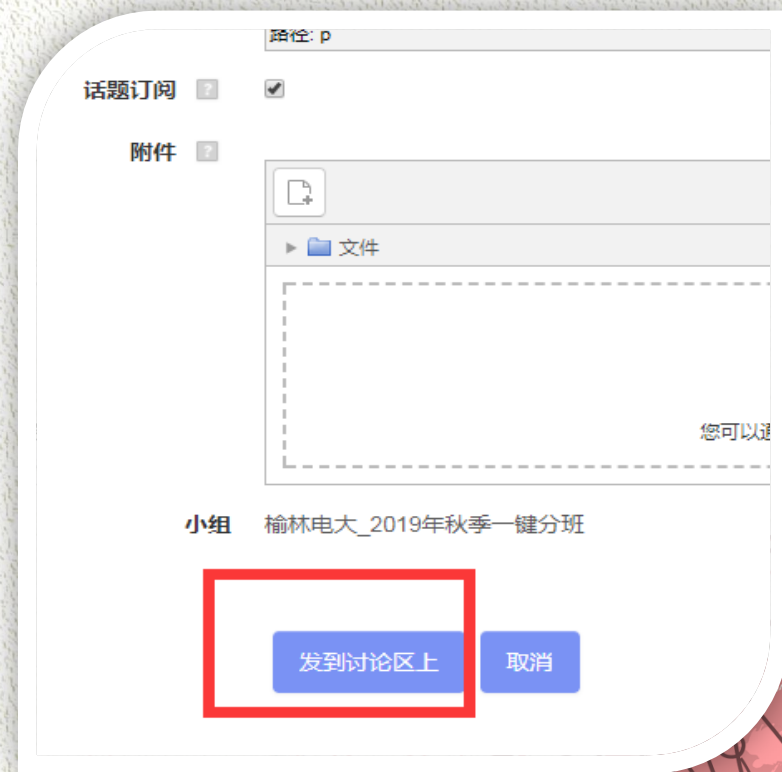 路径: p
话题订阅 ?
附件 ?
文件
您可以通
小组 榆林电大_2019年秋季一键分班
发到讨论区上 取消